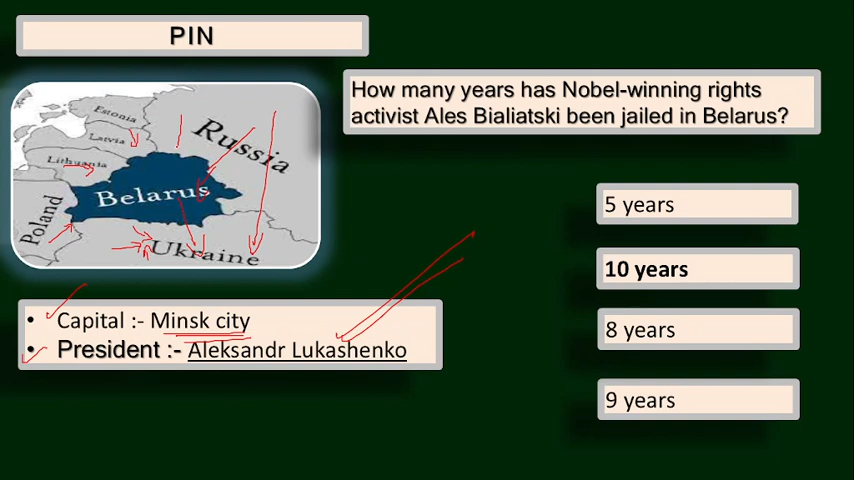 PIN
How many years has Nobel-winning rights
activist Ales Bialiatski been jailed in Belarus?
Estonia
Latvia
Lithuania
Russia
Belarus
Poland
Ukraine
5 years
10 years
8 years
9 years
• Capital :- Minsk city
• President :- Aleksandr Lukashenko